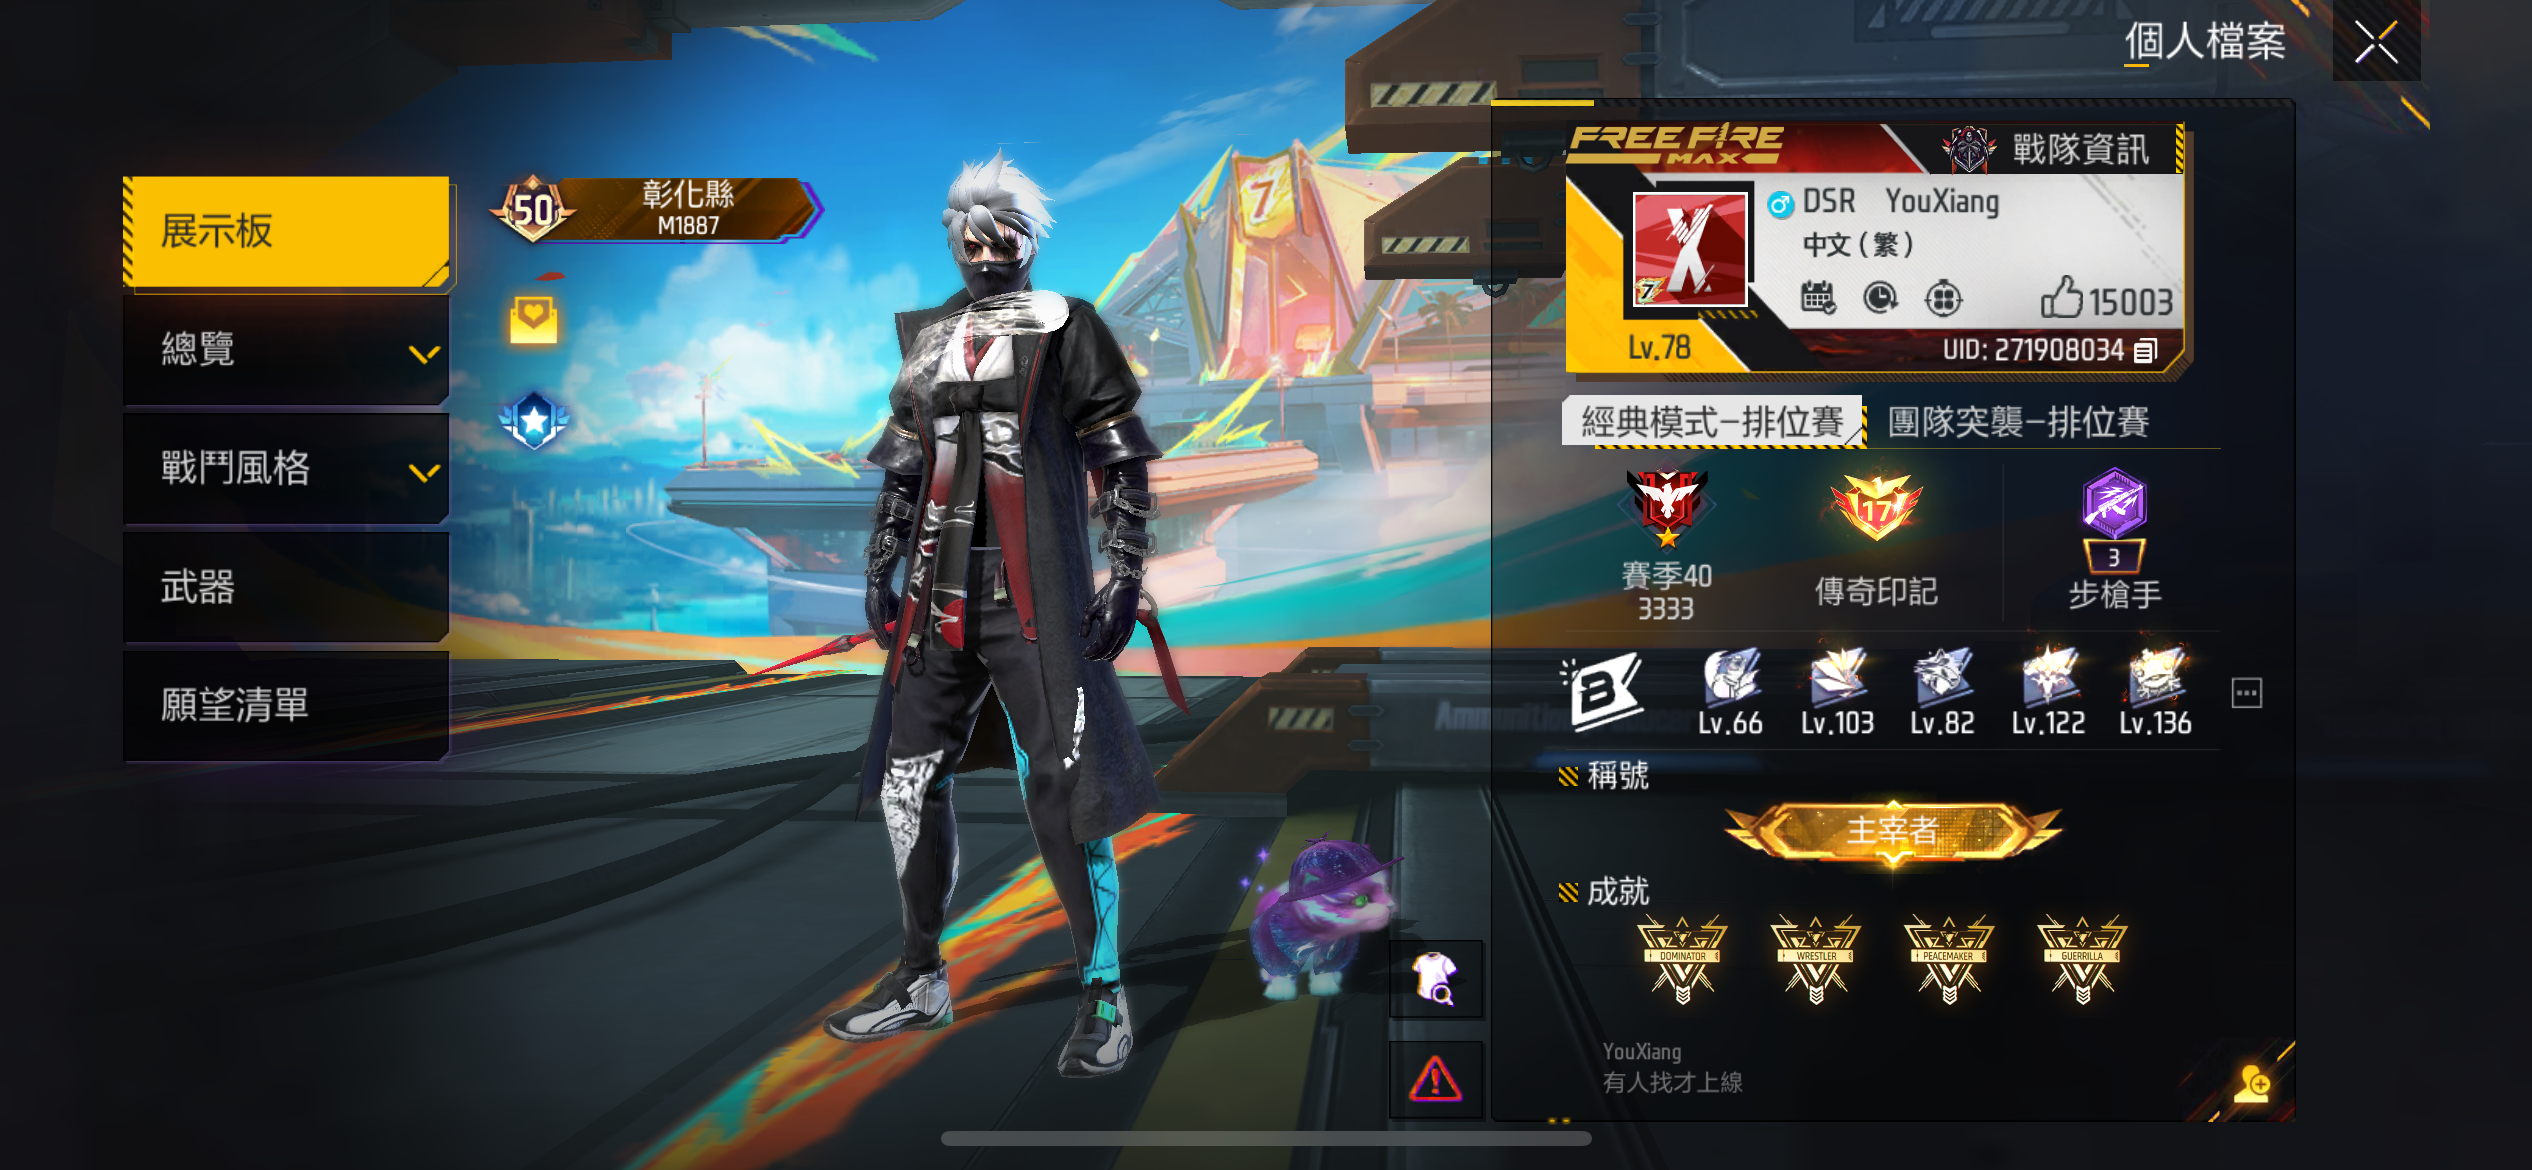 個人檔案
展示板
總覽
戰鬥風格
武器
願望清單
50
彰化縣
M1887
7
FREE FIRE
MAX
戰隊資訊
DSR YouXiang
中文（繁）
15003
7
Lv.78
UID: 271908034
經典模式–排位賽
團隊突襲–排位賽
賽季40
3333
17
傳奇印記
3
步槍手
B
Lv.66
Lv.103
Lv.82
Lv.122
Lv.136
稱號
主宰者
成就
DOMINATOR
WRESTLER
PEACEMAKER
GUERRILLA
YouXiang
有人找才上線